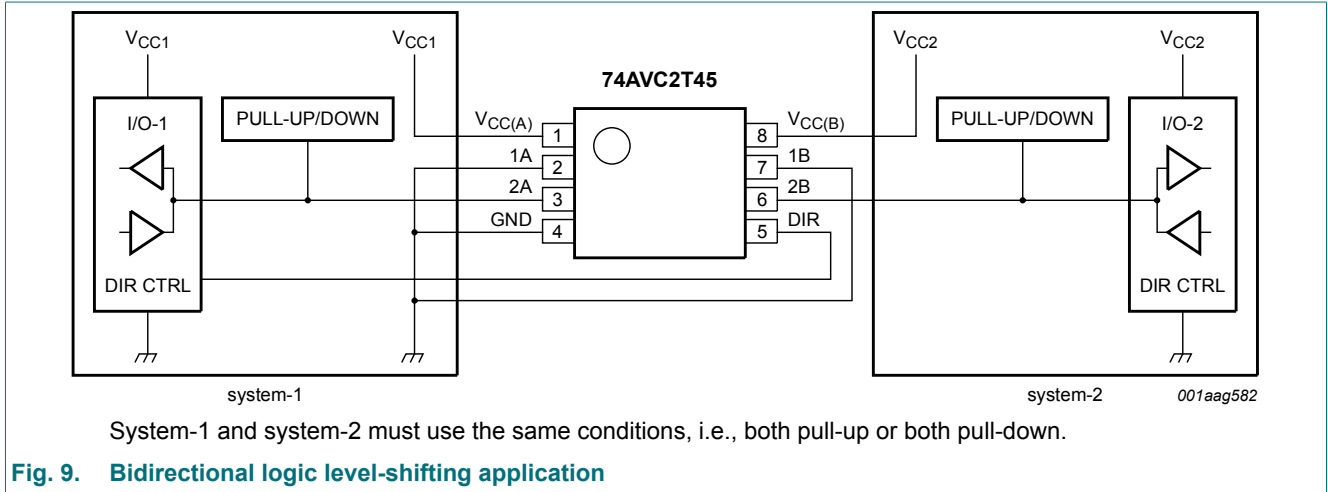 VCC1
VCC1
74AVC2T45
VCC2
VCC2
I/O-1
PULL-UP/DOWN
VCC(A)
1
8
VCC(B)
PULL-UP/DOWN
I/O-2
1A
2
7
1B
2A
3
6
2B
GND
4
5
DIR
DIR CTRL
DIR CTRL
system-1
system-2
001aag582
System-1 and system-2 must use the same conditions, i.e., both pull-up or both pull-down.
Fig. 9. Bidirectional logic level-shifting application